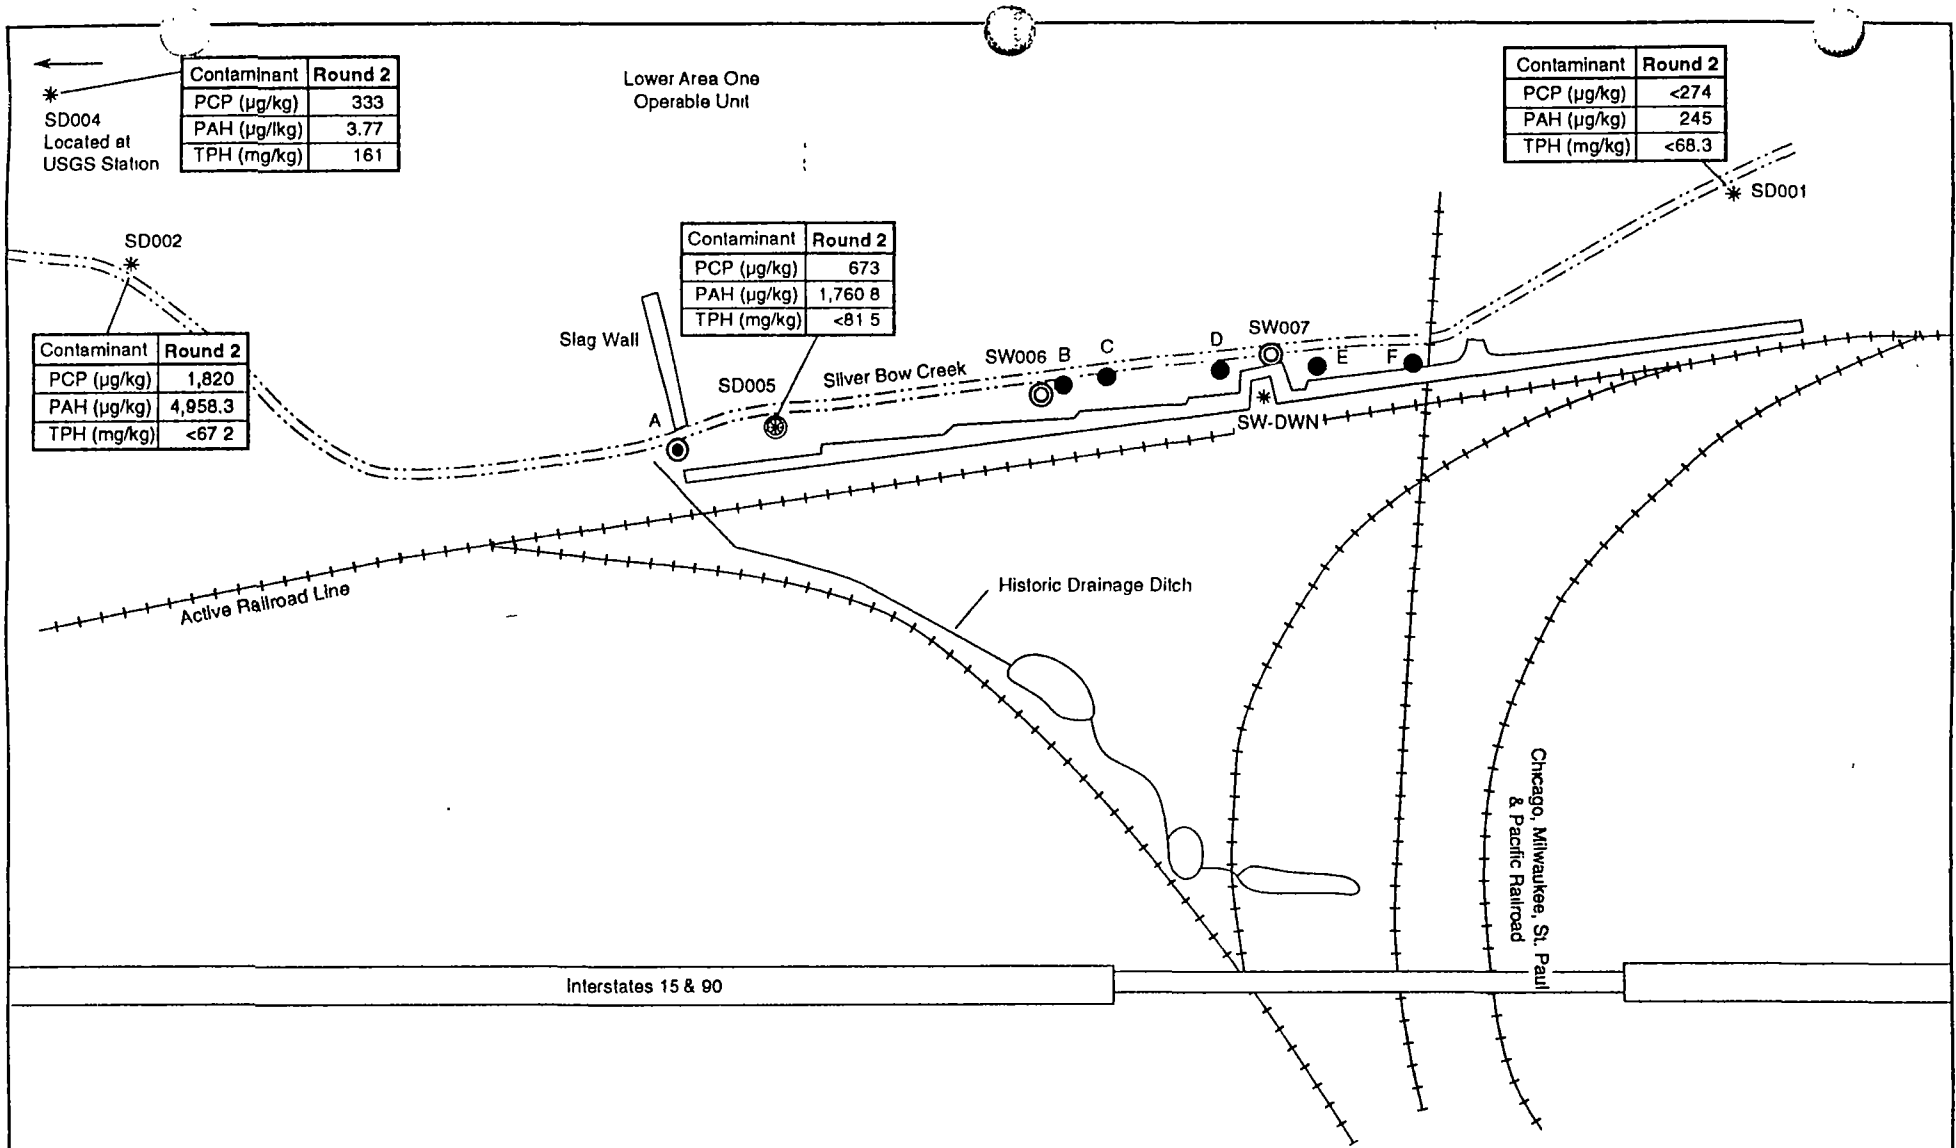 Contaminant Round 2
PCP (µg/kg) 333
PAH (µg/lkg) 3.77
TPH (mg/kg) 161
SD004
Located at
USGS Station
Lower Area One
Operable Unit
Contaminant Round 2
PCP (µg/kg) <274
PAH (µg/kg) 245
TPH (mg/kg) <68.3
SD001
SD002
Contaminant Round 2
PCP (µg/kg) 673
PAH (µg/kg) 1,760 8
TPH (mg/kg) <81 5
Slag Wall
Contaminant Round 2
PCP (µg/kg) 1,820
PAH (µg/kg) 4,958.3
TPH (mg/kg) <67 2
A
SD005
Silver Bow Creek
SW006
B
C
D
SW007
E
F
SW-DWN
Active Railroad Line
Historic Drainage Ditch
Chicago, Milwaukee, St. Paul
& Pacific Railroad
Interstates 15 & 90